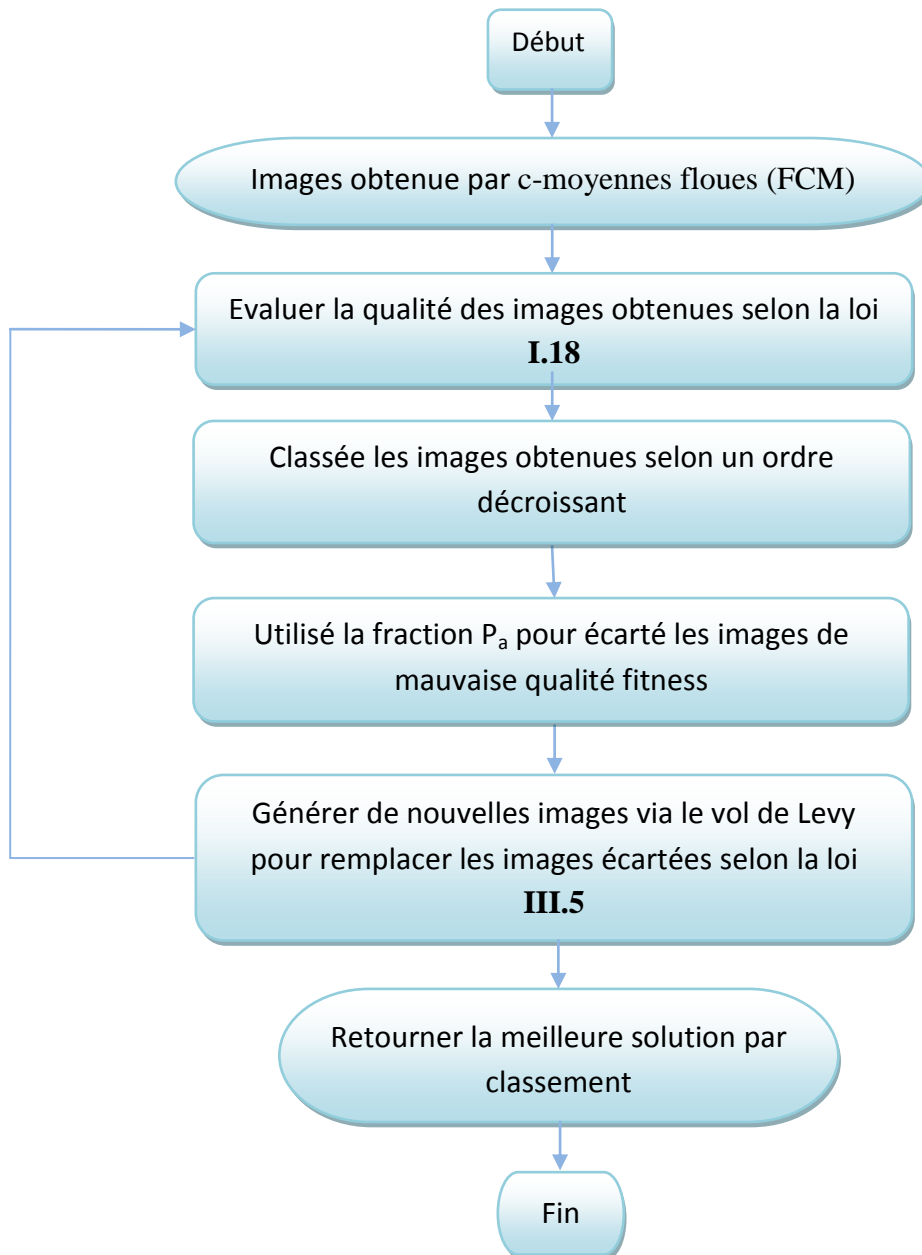 Début
Images obtenue par c-moyennes floues (FCM)
Evaluer la qualité des images obtenues selon la loi
I.18
Classée les images obtenues selon un ordre
décroissant
Utilisé la fraction Pₐ pour écarté les images de
mauvaise qualité fitness
Générer de nouvelles images via le vol de Levy
pour remplacer les images écartées selon la loi
III.5
Retourner la meilleure solution par
classement
Fin